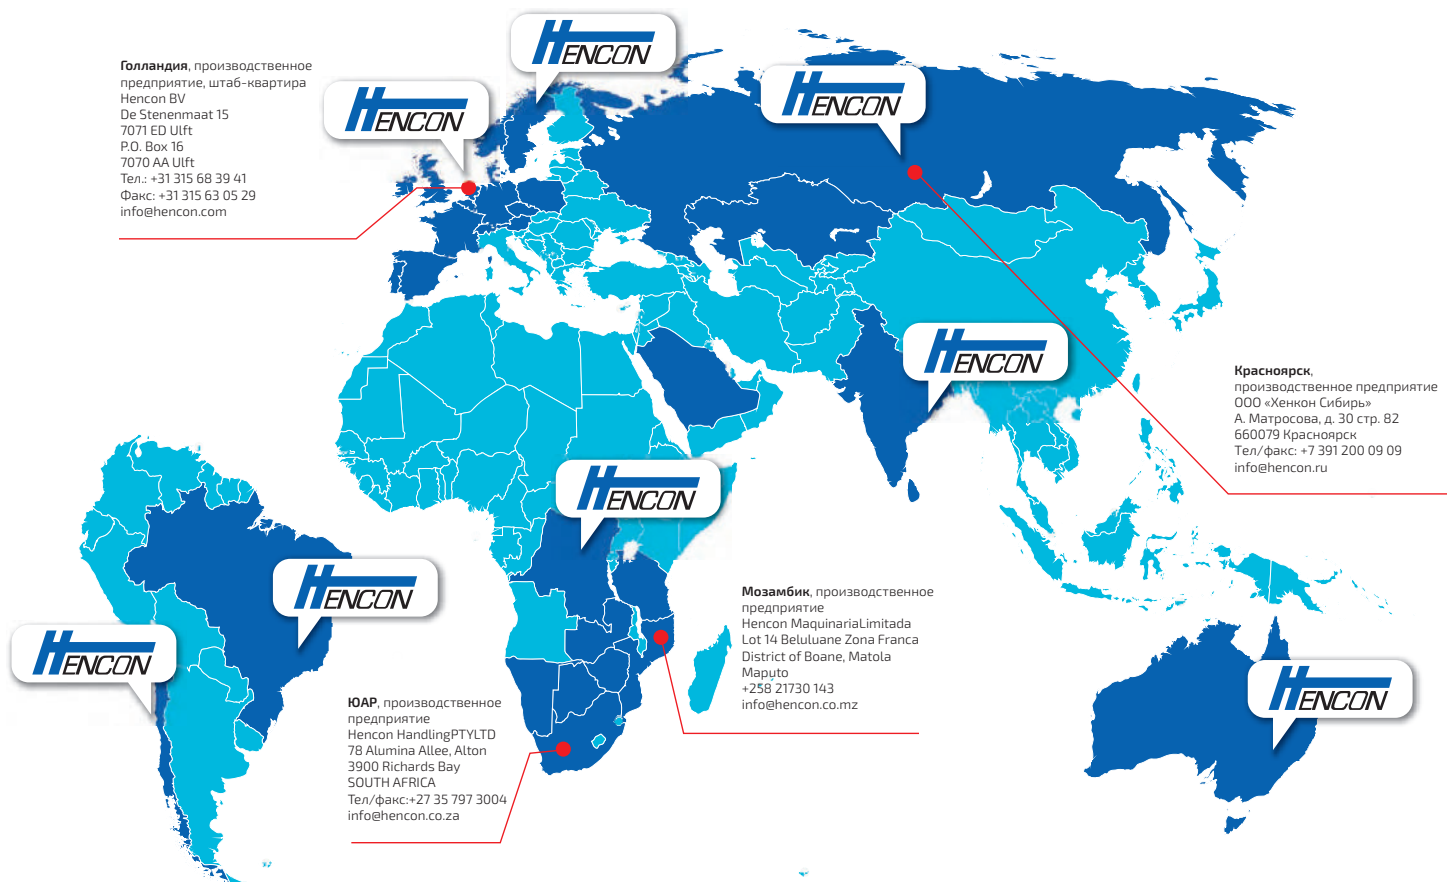 HENCON
HENCON
HENCON
Голландия, производственное
предприятие, штаб-квартира
Hencon BV
De Stenenmaat 15
7071 ED Ulft
P.O. Box 16
7070 AA Ulft
Тел.: +31 315 68 39 41
Факс: +31 315 63 05 29
info@hencon.com
HENCON
Красноярск,
производственное предприятие
ООО «Хенкон Сибирь»
А. Матросова, д. 30 стр. 82
660079 Красноярск
Тел/факс: +7 391 200 09 09
info@hencon.ru
HENCON
HENCON
HENCON
HENCON
Мозамбик, производственное
предприятие
Hencon MaquinariaLimitada
Lot 14 Beluluane Zona Franca
District of Boane, Matola
Maputo
+258 21730 143
info@hencon.co.mz
ЮАР, производственное
предприятие
Hencon HandlingPTYLTD
78 Alumina Allee, Alton
3900 Richards Bay
SOUTH AFRICA
Тел/факс:+27 35 797 3004
info@hencon.co.za